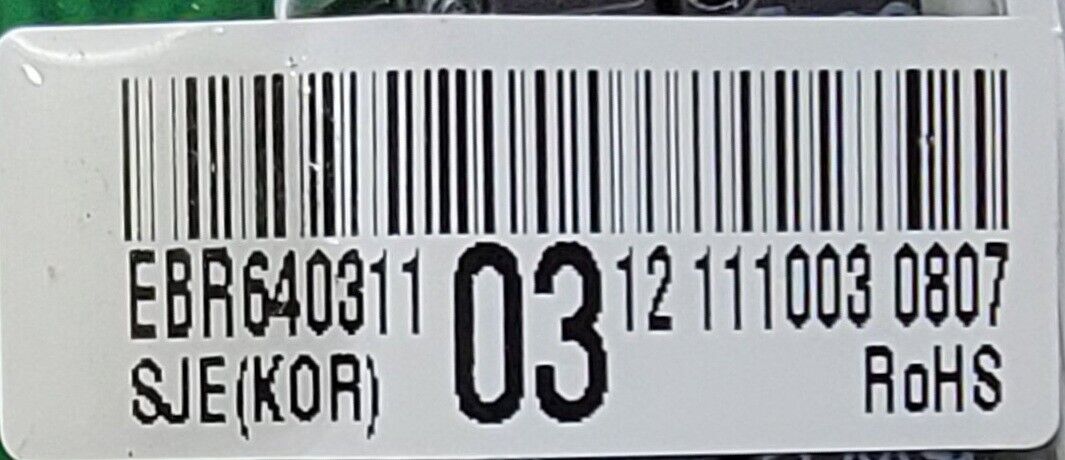 EBR640311 03 12 111003 0807
SJE(KOR) RoHS